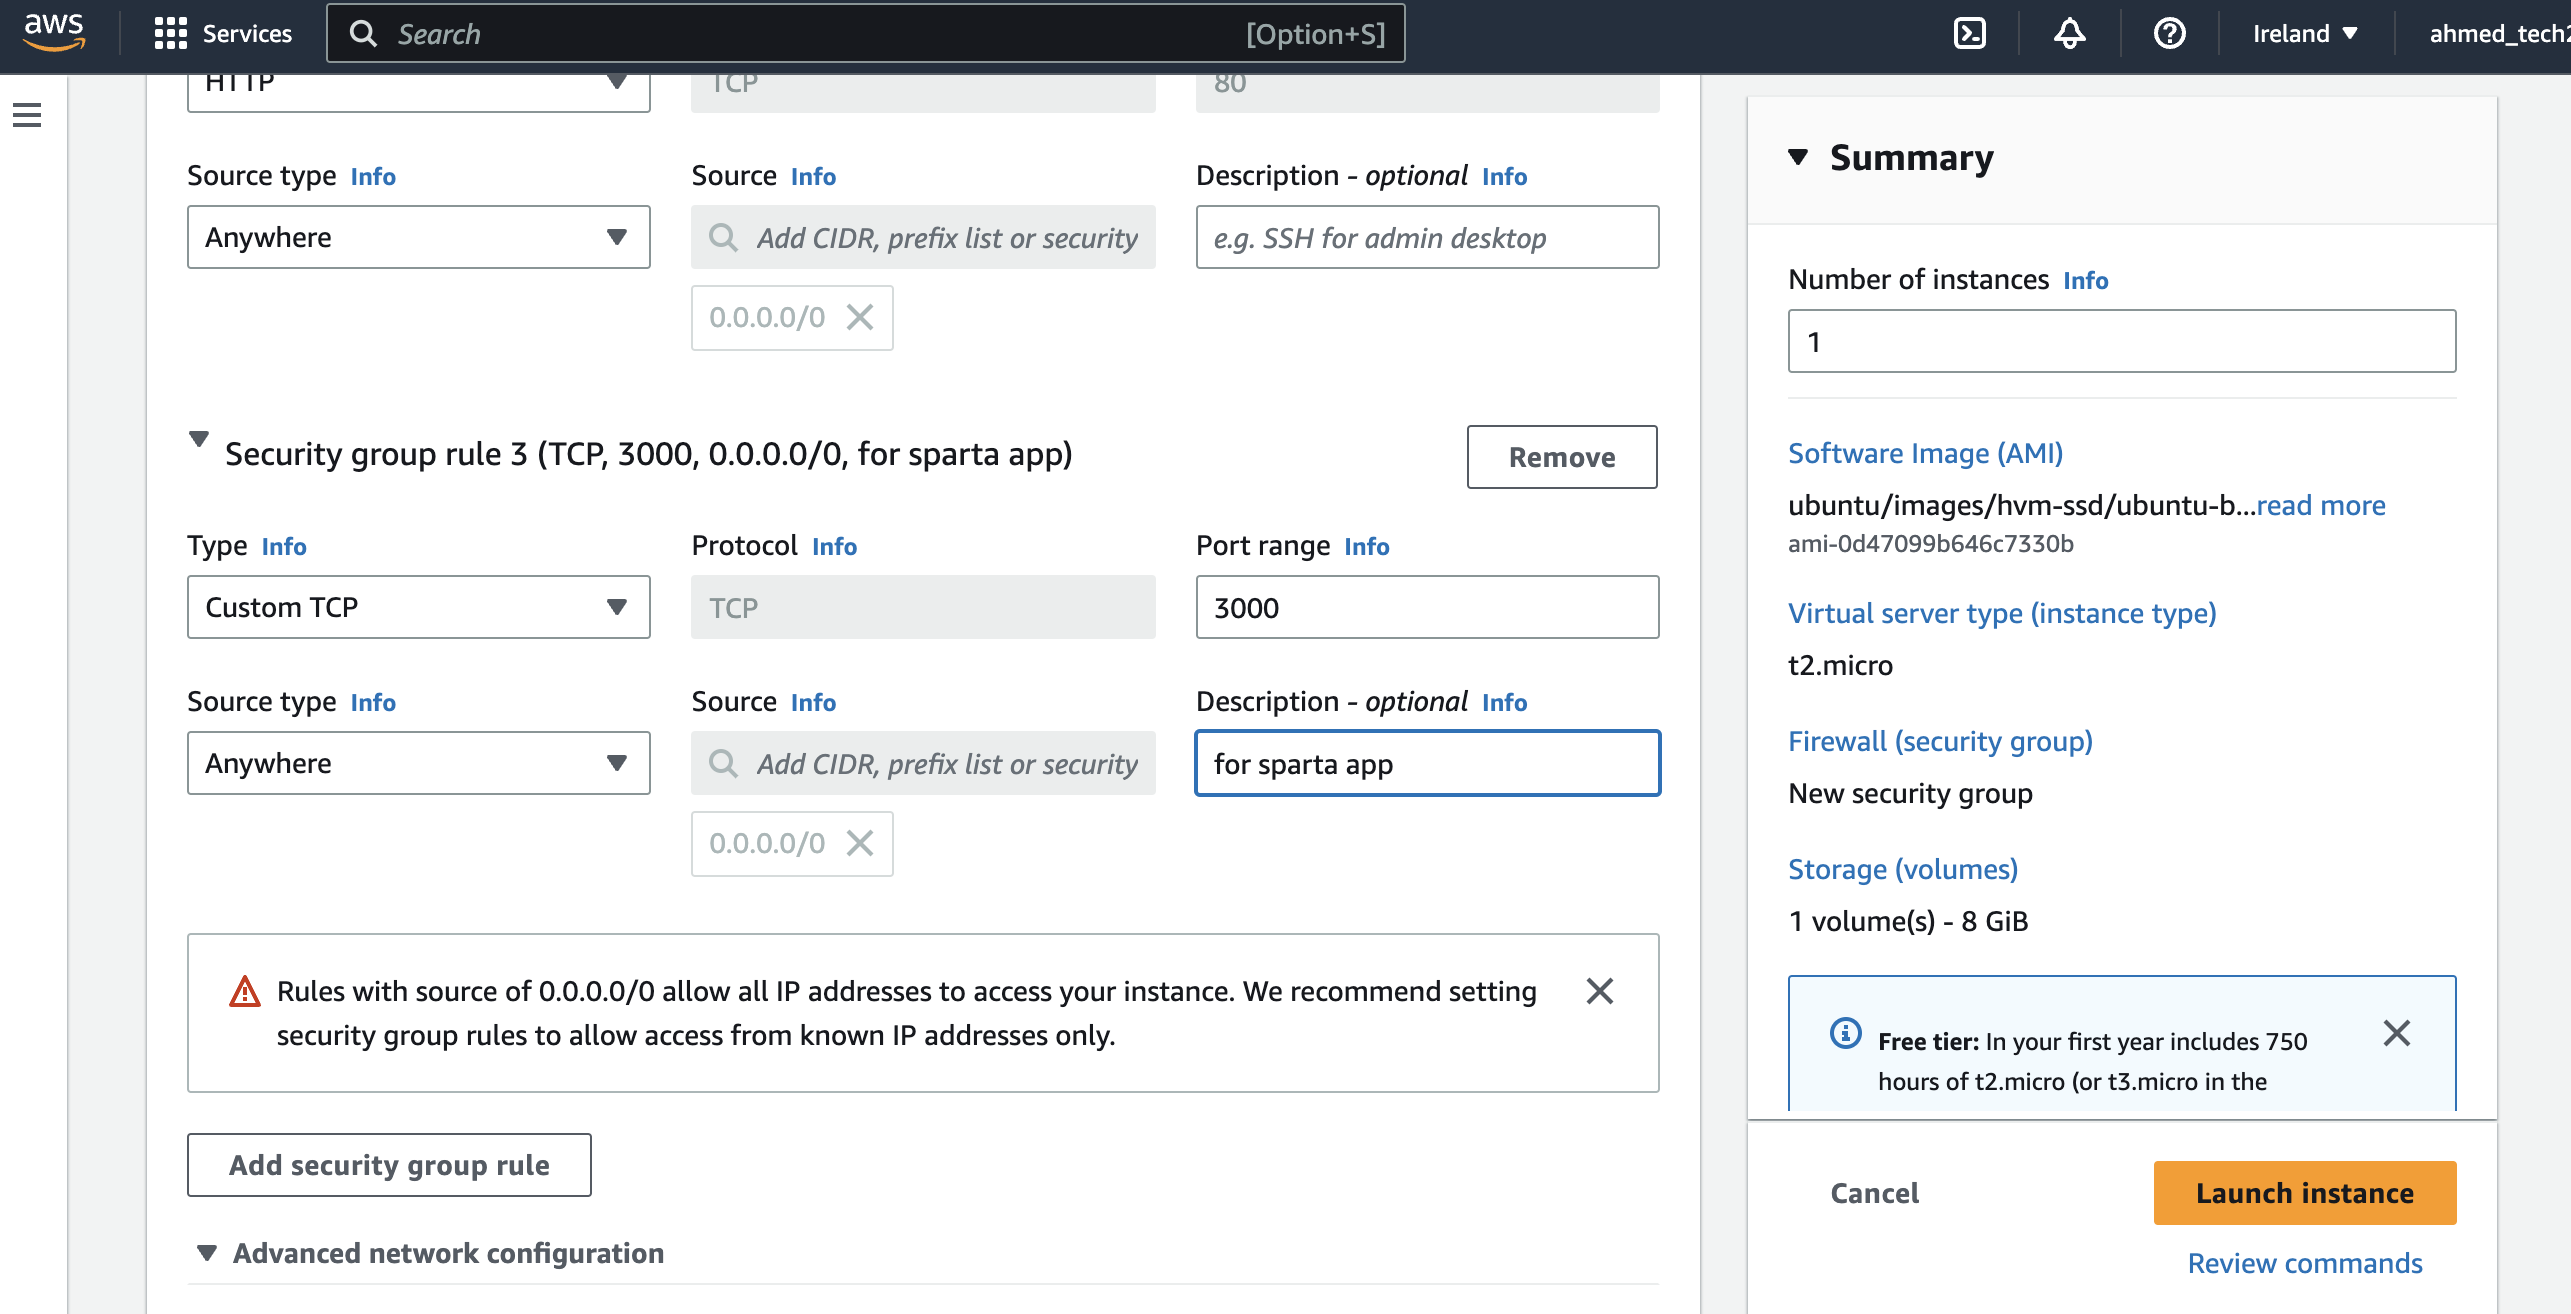 aws Services Search [Option+S] Ireland ahmed_tech2
HTTP TCP 80
Source type Info Source Info Description - optional Info
Anywhere Add CIDR, prefix list or security e.g. SSH for admin desktop
0.0.0.0/0
Security group rule 3 (TCP, 3000, 0.0.0.0/0, for sparta app) Remove
Type Info Protocol Info Port range Info
Custom TCP TCP 3000
Source type Info Source Info Description - optional Info
Anywhere Add CIDR, prefix list or security for sparta app
0.0.0.0/0
Rules with source of 0.0.0.0/0 allow all IP addresses to access your instance. We recommend setting
security group rules to allow access from known IP addresses only.
Add security group rule
Advanced network configuration
Summary
Number of instances Info
1
Software Image (AMI)
ubuntu/images/hvm-ssd/ubuntu-b...read more
ami-0d47099b646c7330b
Virtual server type (instance type)
t2.micro
Firewall (security group)
New security group
Storage (volumes)
1 volume(s) - 8 GiB
Free tier: In your first year includes 750
hours of t2.micro (or t3.micro in the
Cancel Launch instance
Review commands